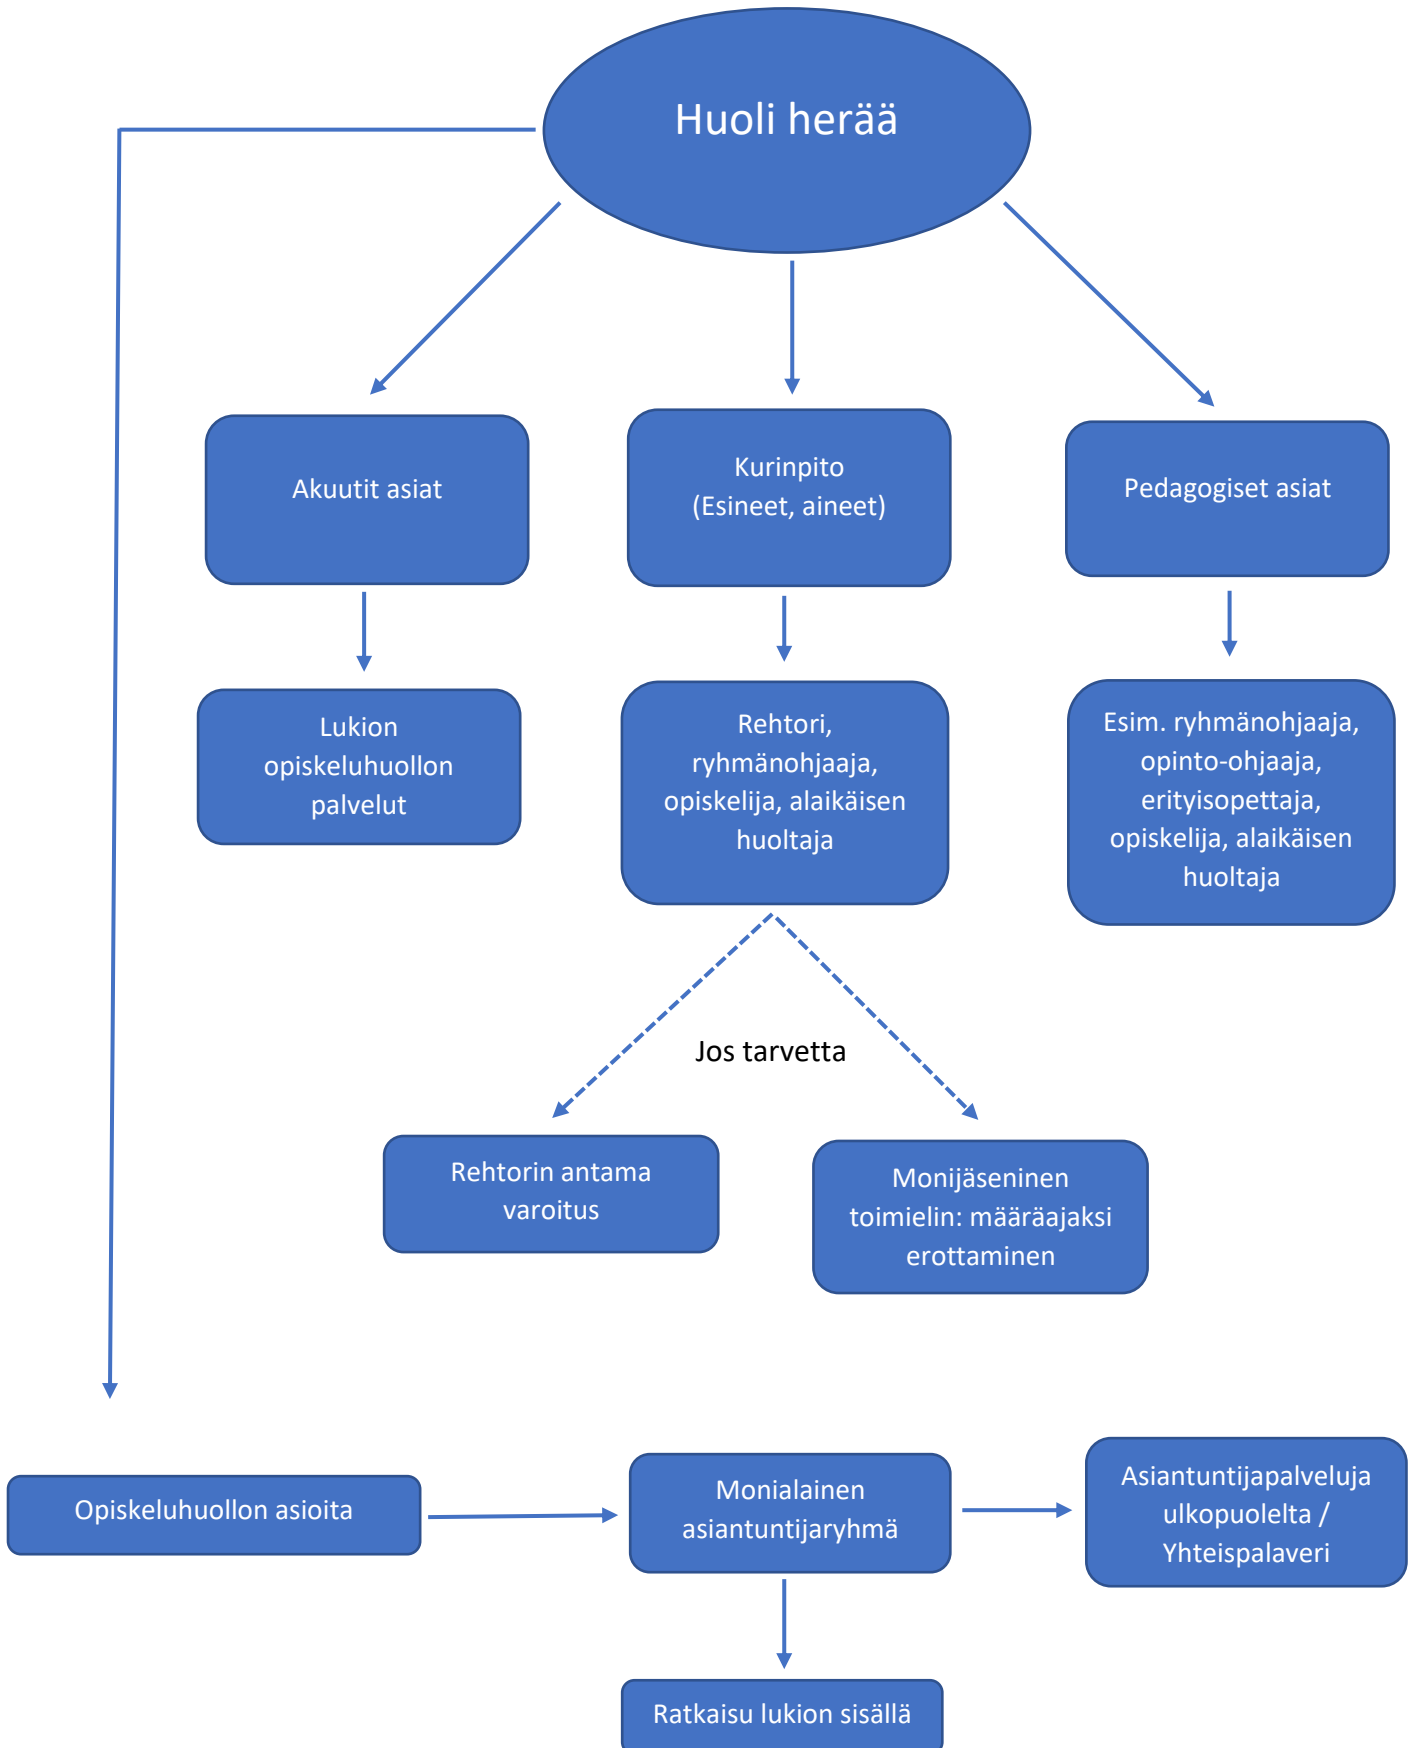 Huoli herää
Akuutit asiat
Kurinpito
(Esineet, aineet)
Pedagogiset asiat
Lukion
opiskeluhuollon
palvelut
Rehtori,
ryhmänohjaaja,
opiskelija, alaikäisen
huoltaja
Esim. ryhmänohjaaja,
opinto-ohjaaja,
erityisopettaja,
opiskelija, alaikäisen
huoltaja
Jos tarvetta
Rehtorin antama
varoitus
Monijäseninen
toimielin: määräajaksi
erottaminen
Opiskeluhuollon asioita
Monialainen
asiantuntijaryhmä
Asiantuntijapalveluja
ulkopuolelta /
Yhteispalaveri
Ratkaisu lukion sisällä